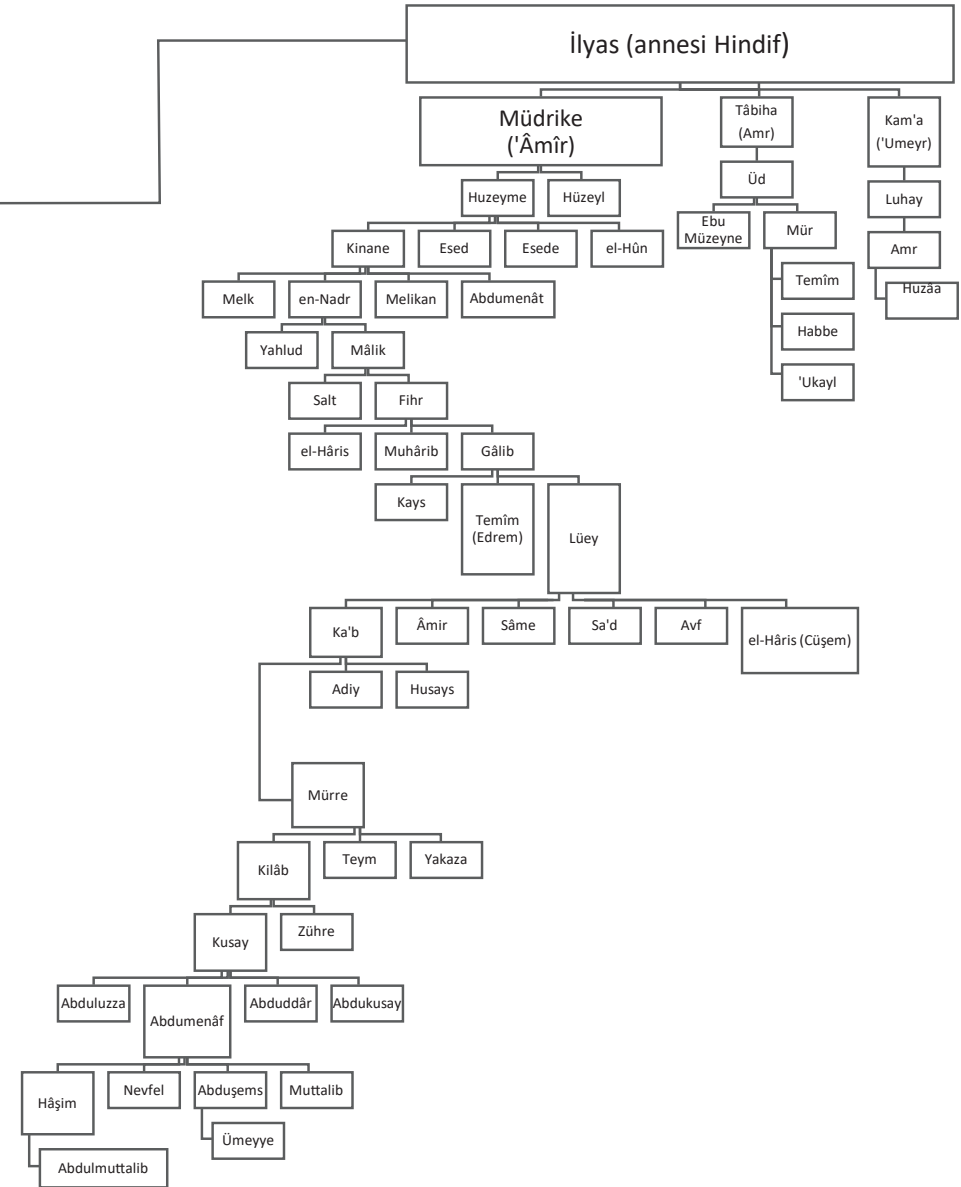 İlyas (annesi Hindif)
Müdrike
('Âmîr)
Tâbiha
(Amr)
Kam'a
('Umeyr)
Huzeyme
Hüzeyl
Üd
Luhay
Kinane
Esed
Esede
el-Hûn
Ebu
Müzeyne
Mür
Amr
Melk
en-Nadr
Melikan
Abdumenât
Temîm
Huzâa
Yahlud
Mâlik
Habbe
Salt
Fihr
'Ukayl
el-Hâris
Muhârib
Gâlib
Kays
Temîm
(Edrem)
Lüey
Ka'b
Âmir
Sâme
Sa'd
Avf
el-Hâris (Cüşem)
Adiy
Husays
Mürre
Kilâb
Teym
Yakaza
Kusay
Zühre
Abduluzza
Abdumenâf
Abduddâr
Abdukusay
Hâşim
Nevfel
Abduşems
Muttalib
Ümeyye
Abdulmuttalib